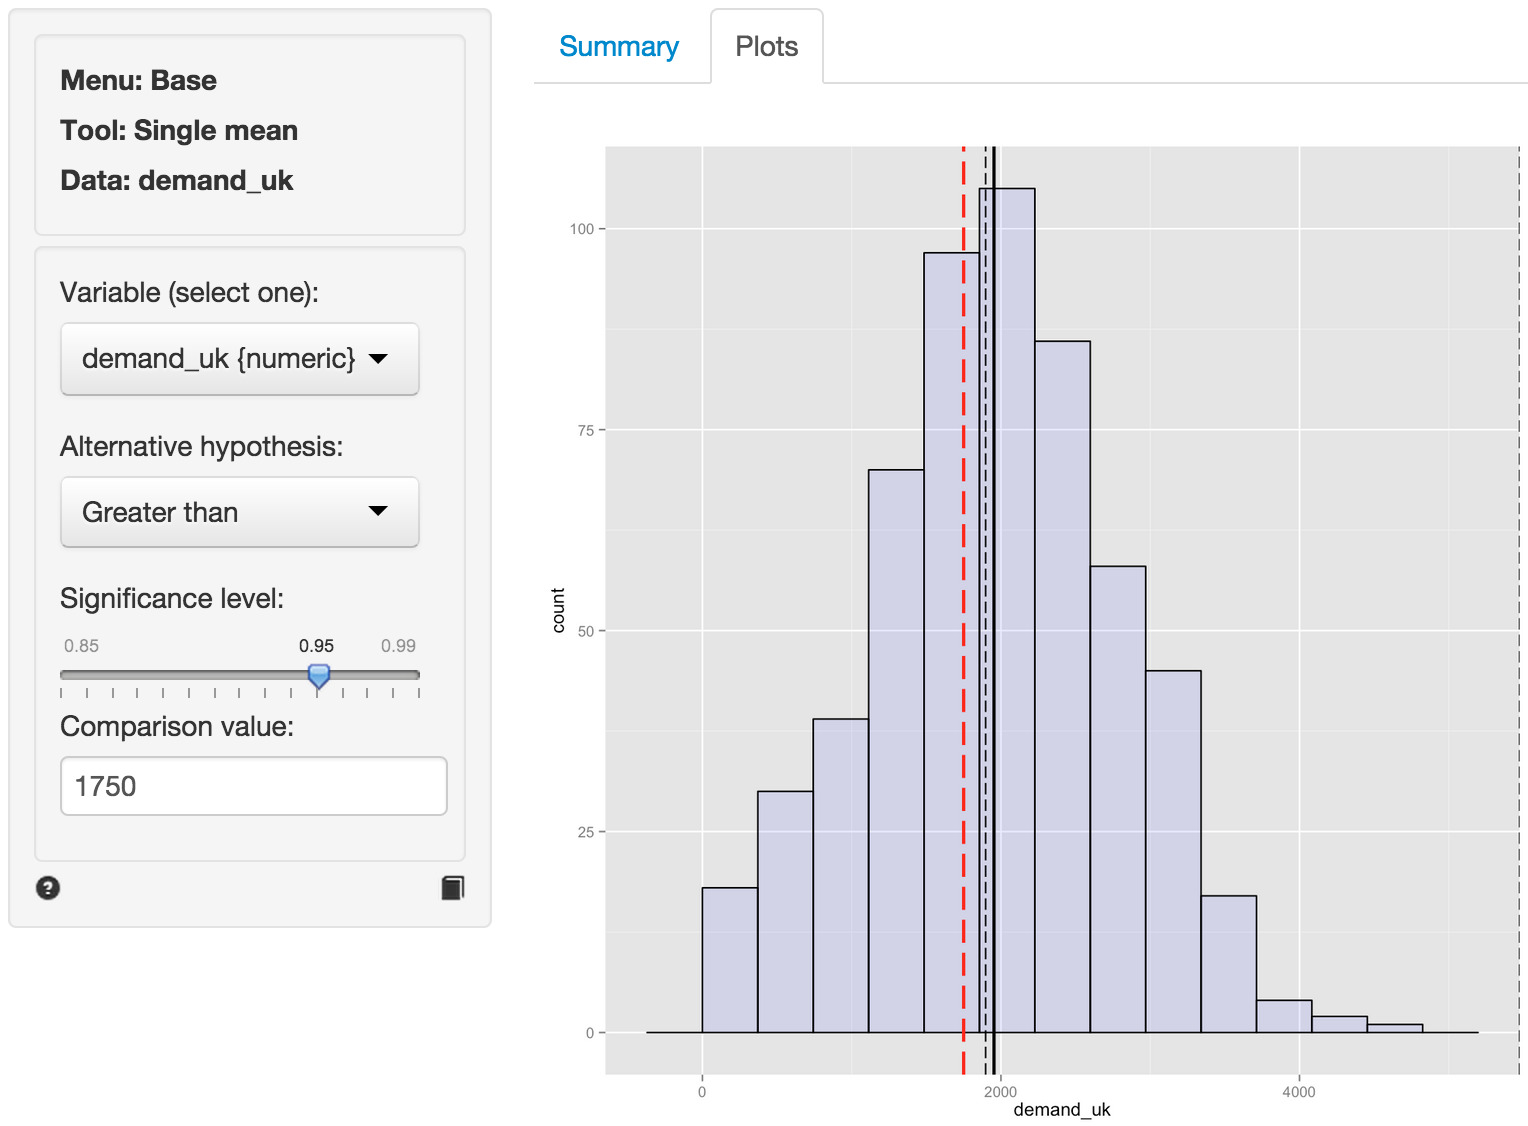 Menu: Base
Tool: Single mean
Data: demand_uk
Variable (select one):
demand_uk {numeric}
Alternative hypothesis:
Greater than
Significance level:
0.85 0.95 0.99
Comparison value:
1750
?
Summary Plots
100
75
50
25
0
count
0 2000 4000
demand_uk